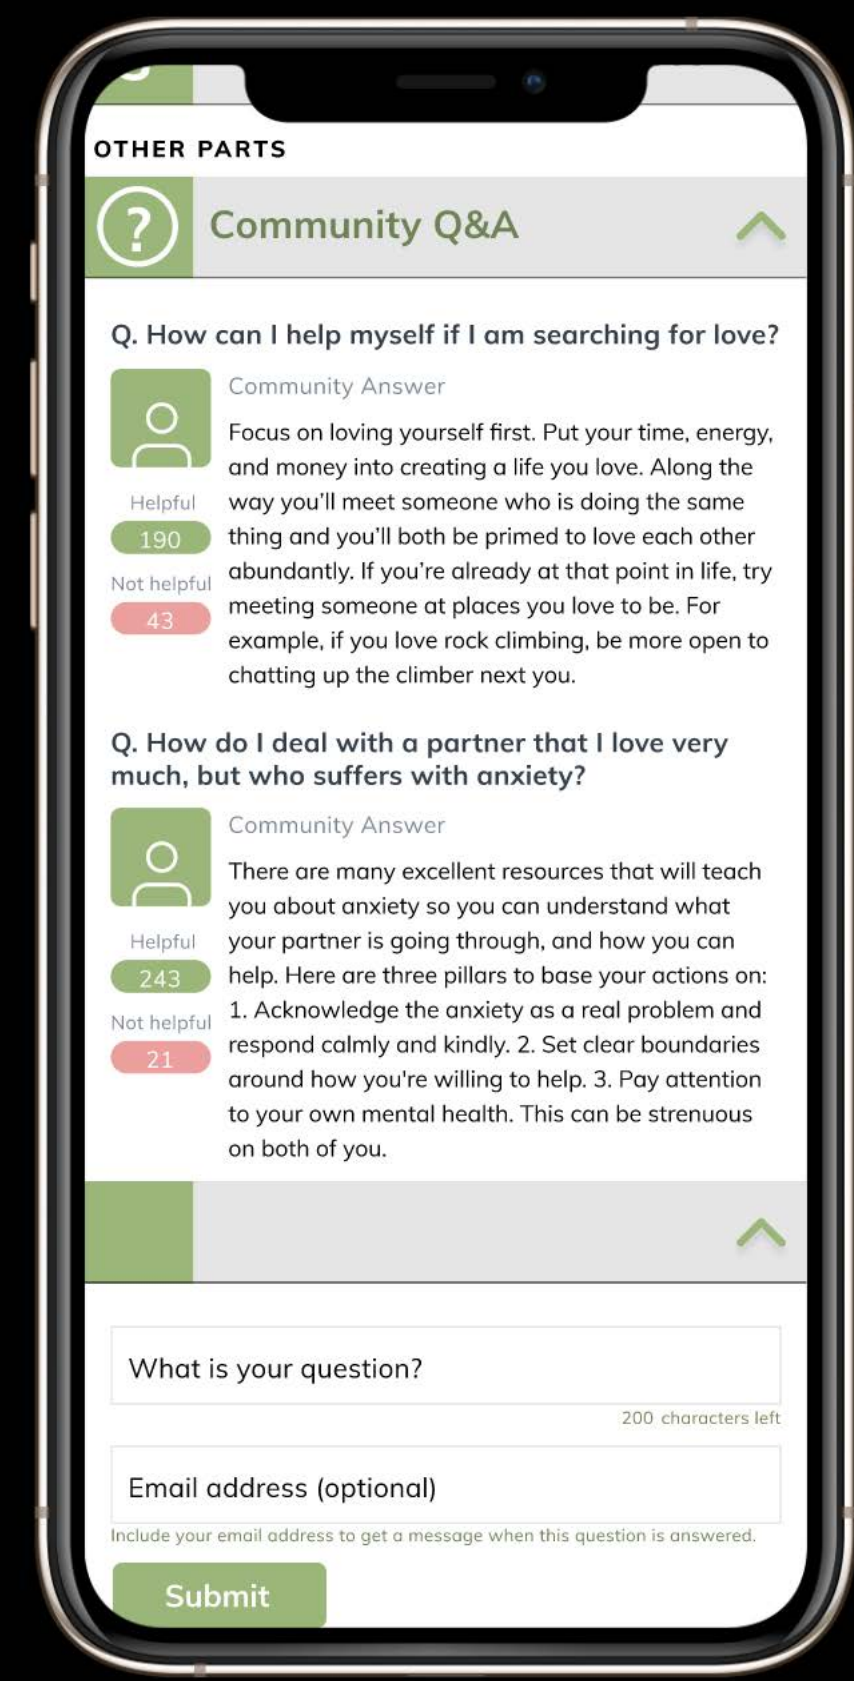 OTHER PARTS
?
Community Q&A
Q. How can I help myself if I am searching for love?
Community Answer
Focus on loving yourself first. Put your time, energy,
and money into creating a life you love. Along the
Helpful
way you’ll meet someone who is doing the same
190
thing and you’ll both be primed to love each other
Not helpful
abundantly. If you’re already at that point in life, try
43
meeting someone at places you love to be. For
example, if you love rock climbing, be more open to
chatting up the climber next you.
Q. How do I deal with a partner that I love very
much, but who suffers with anxiety?
Community Answer
There are many excellent resources that will teach
you about anxiety so you can understand what
Helpful
your partner is going through, and how you can
243
help. Here are three pillars to base your actions on:
Not helpful
1. Acknowledge the anxiety as a real problem and
21
respond calmly and kindly. 2. Set clear boundaries
around how you're willing to help. 3. Pay attention
to your own mental health. This can be strenuous
on both of you.
What is your question?
200 characters left
Email address (optional)
Include your email address to get a message when this question is answered.
Submit